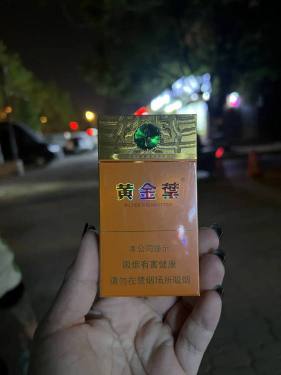 黄金葉
本公司提示
吸烟有害健康
请勿在禁烟场所吸烟